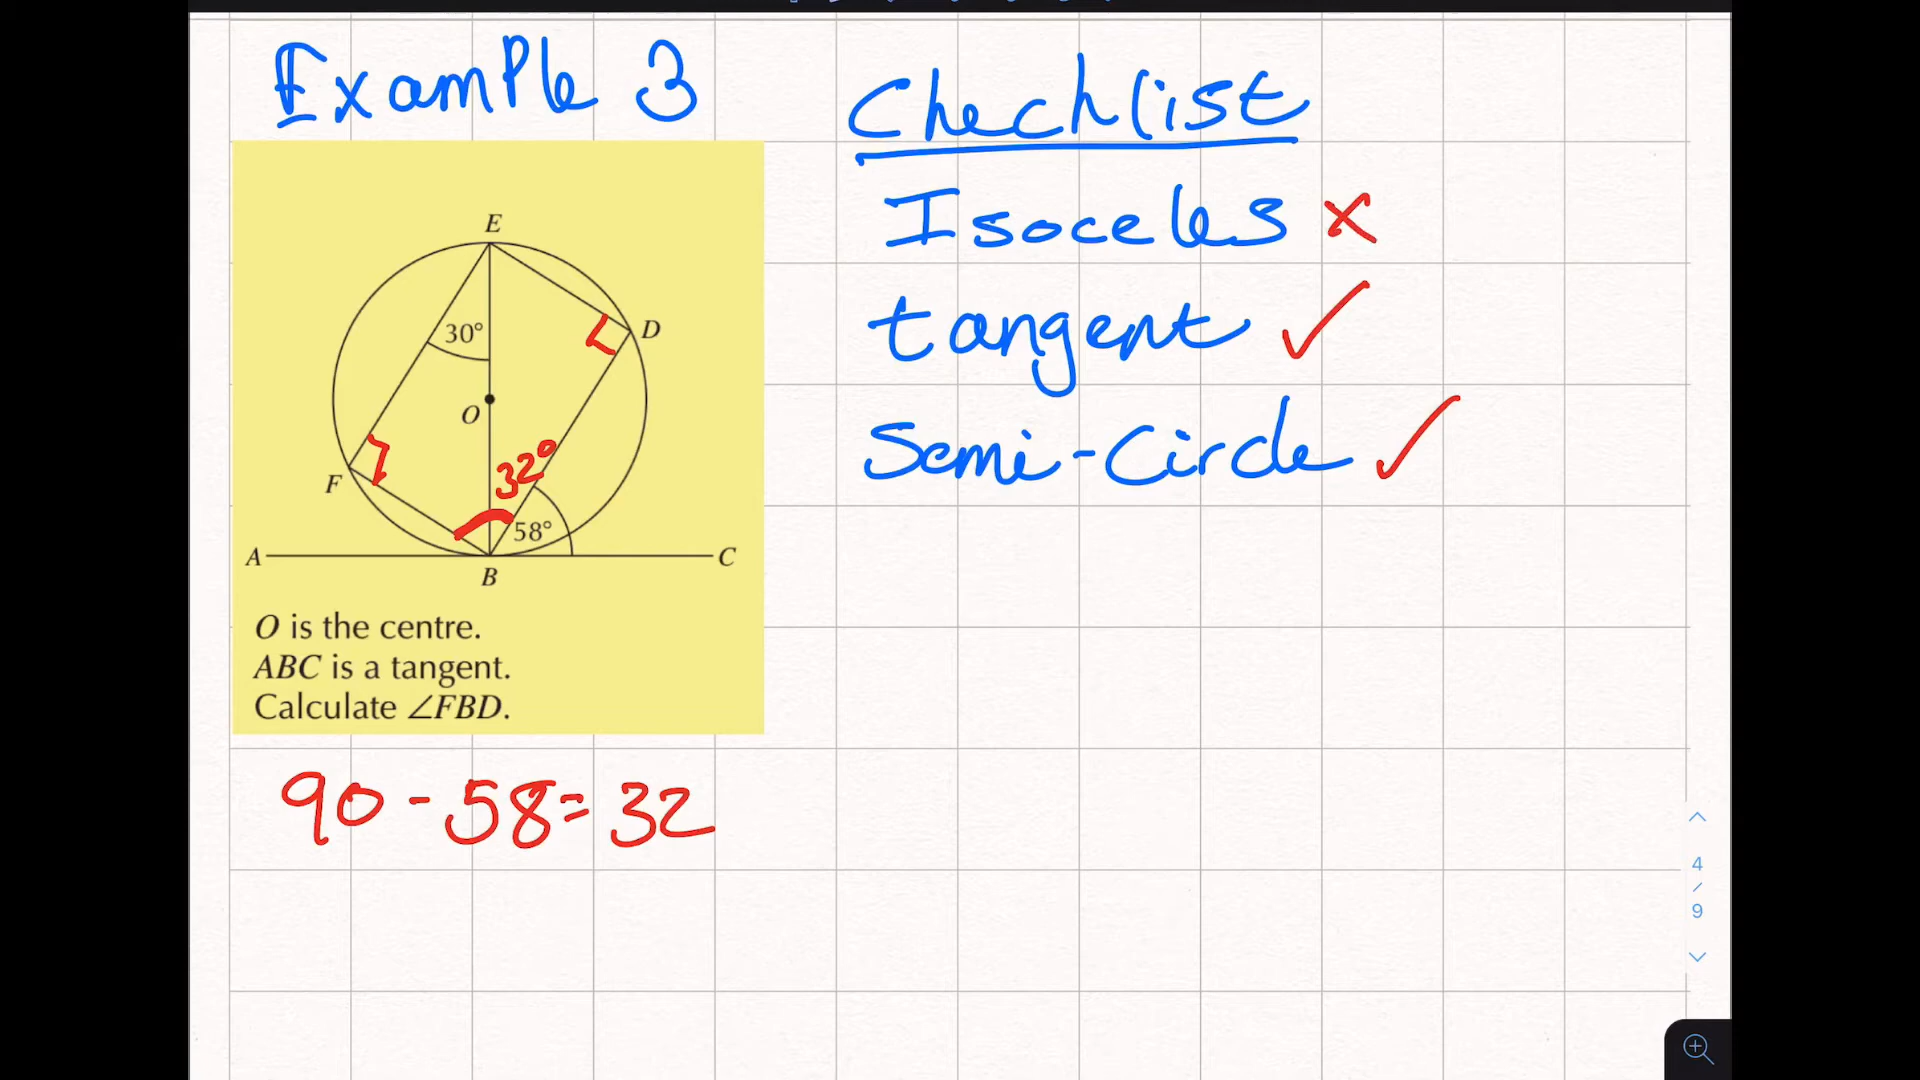 Example 3
Chechlist
Isoceles ×
tangent ✓
Semi-Circle ✓
E
30°
D
O
32°
F
58°
A
C
B
O is the centre.
ABC is a tangent.
Calculate ∠FBD.
90 - 58 = 32
4
/
9